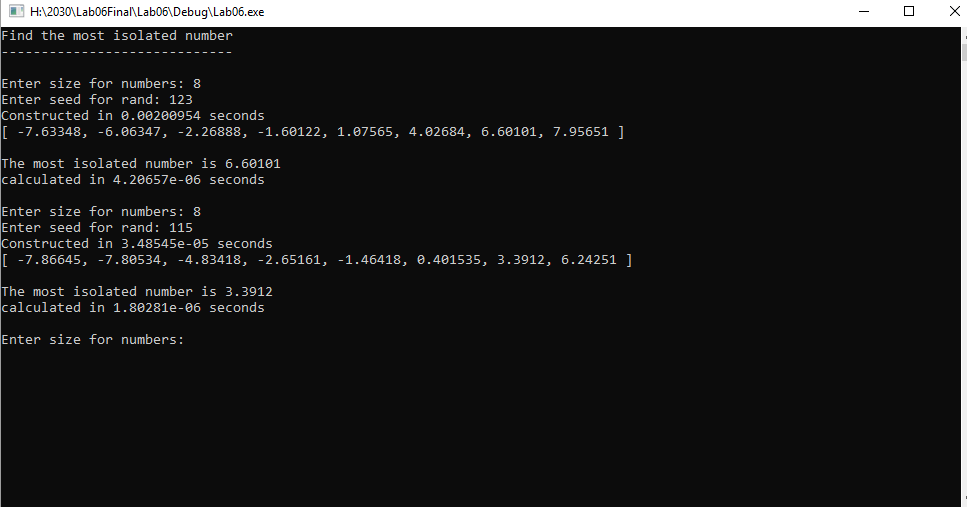 H:\2030\Lab06Final\Lab06\Debug\Lab06.exe
Find the most isolated number
-----------------------------
Enter size for numbers: 8
Enter seed for rand: 123
Constructed in 0.00200954 seconds
[ -7.63348, -6.06347, -2.26888, -1.60122, 1.07565, 4.02684, 6.60101, 7.95651 ]
The most isolated number is 6.60101
calculated in 4.20657e-06 seconds
Enter size for numbers: 8
Enter seed for rand: 115
Constructed in 3.48545e-05 seconds
[ -7.86645, -7.80534, -4.83418, -2.65161, -1.46418, 0.401535, 3.3912, 6.24251 ]
The most isolated number is 3.3912
calculated in 1.80281e-06 seconds
Enter size for numbers: